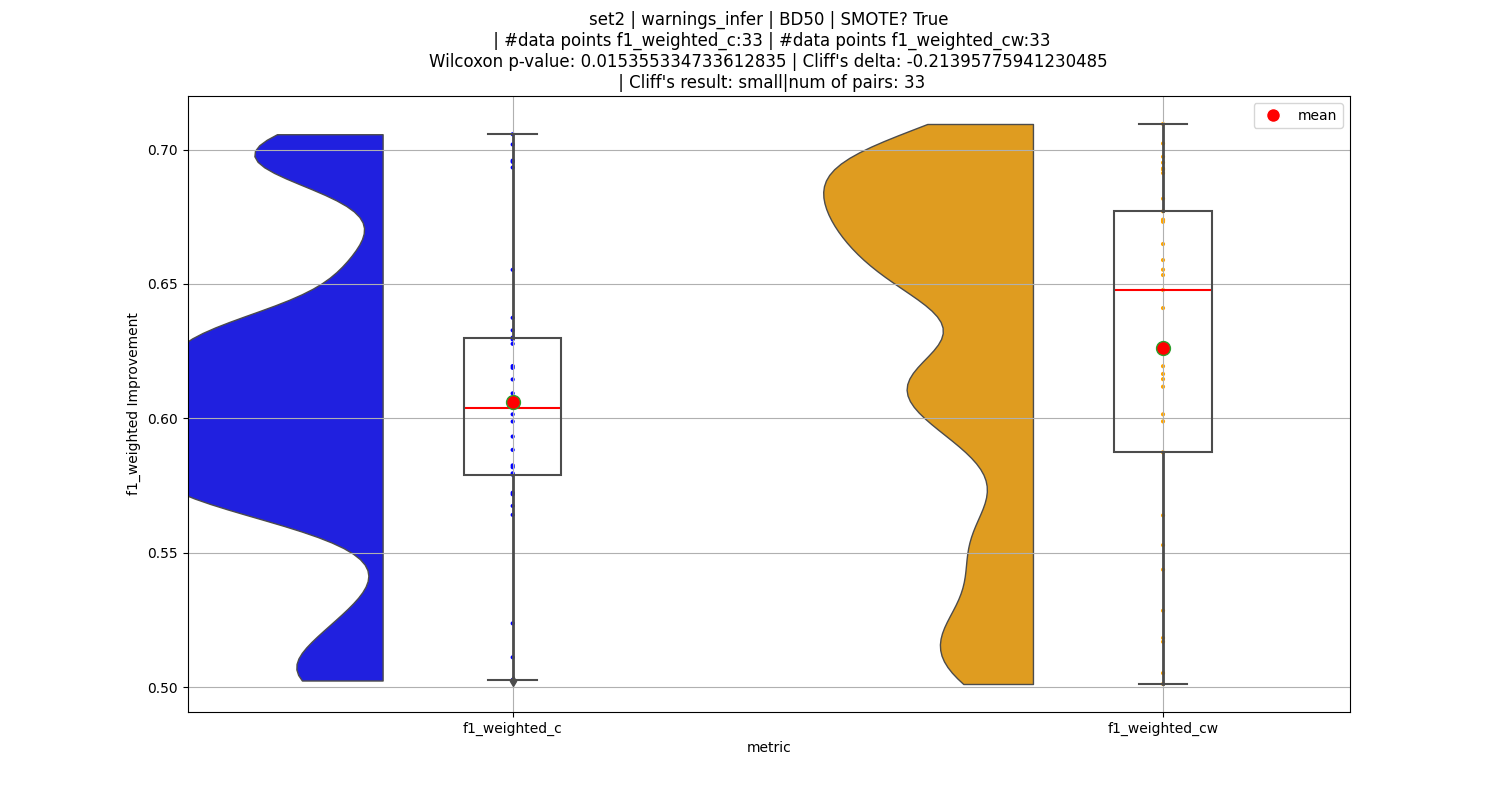 set2 | warnings_infer | BD50 | SMOTE? True
| #data points f1_weighted_c:33 | #data points f1_weighted_cw:33
Wilcoxon p-value: 0.015355334733612835 | Cliff's delta: -0.21395775941230485
| Cliff's result: small|num of pairs: 33
mean
0.70
0.65
0.60
0.55
0.50
f1_weighted Improvement
f1_weighted_c
f1_weighted_cw
metric